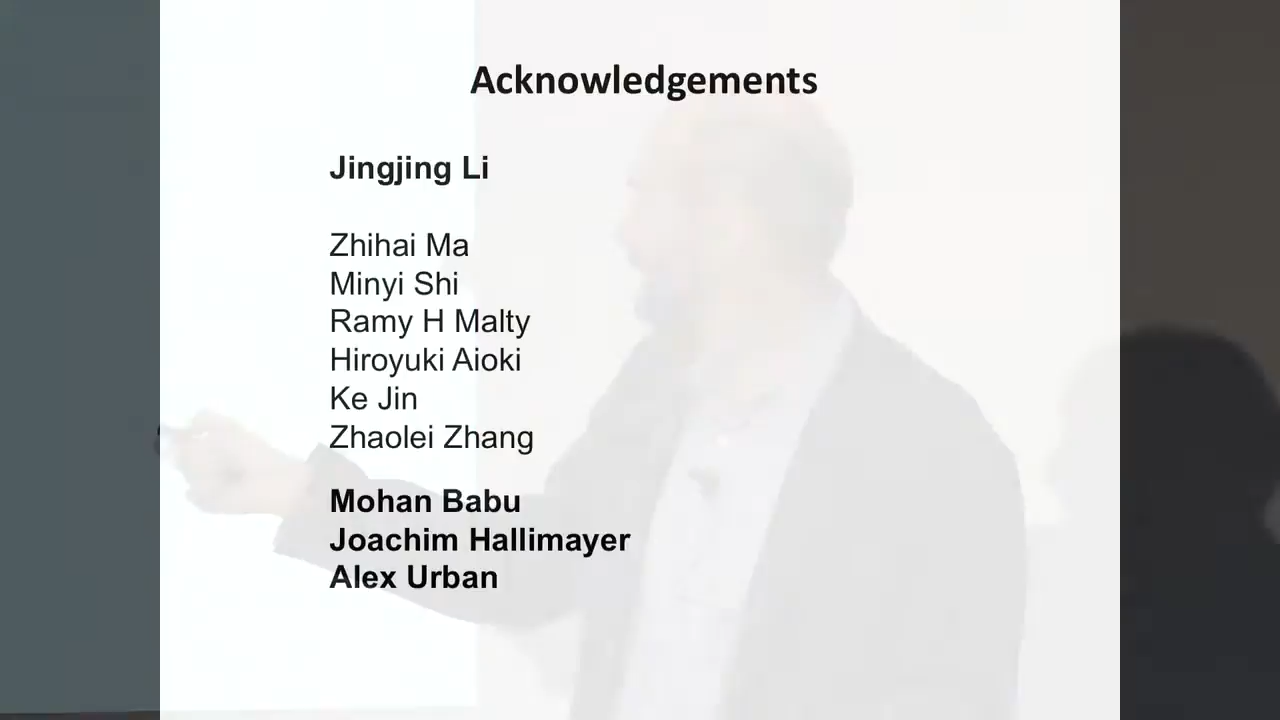 Acknowledgements
Jingjing Li
Zhihai Ma
Minyi Shi
Ramy H Malty
Hiroyuki Aioki
Ke Jin
Zhaolei Zhang
Mohan Babu
Joachim Hallimayer
Alex Urban